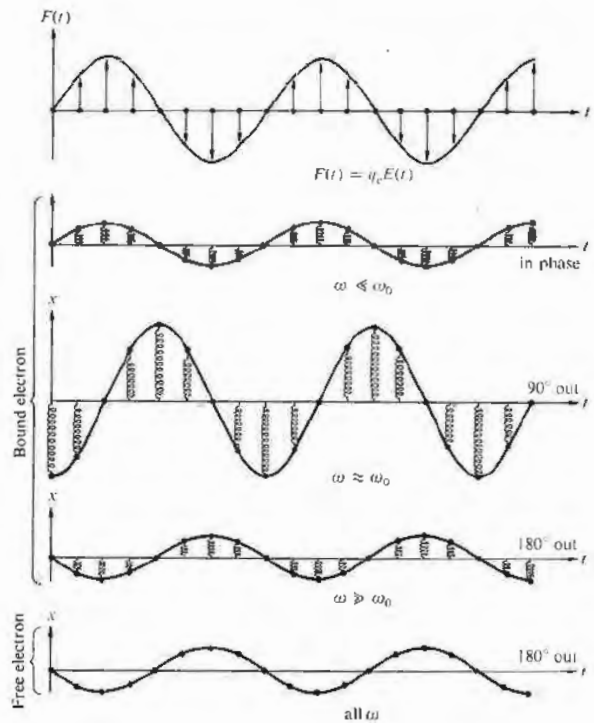 F(t)
t
F(t) = q_e E(t)
t
in phase
ω ≪ ω₀
x
90° out
t
ω ≈ ω₀
x
180° out
t
ω ≫ ω₀
Bound electron
x
180° out
t
Free electron
all ω